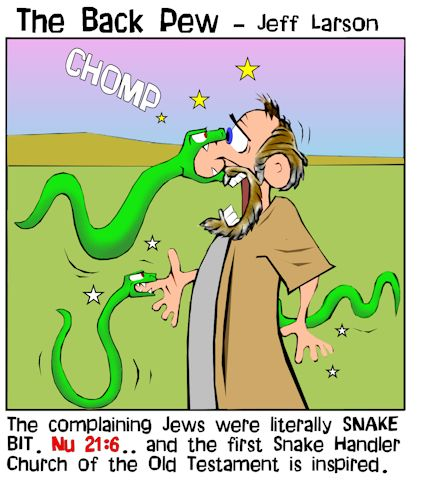 The Back Pew - Jeff Larson
CHOMP
The complaining Jews were literally SNAKE
BIT. Nu 21:6.. and the first Snake Handler
Church of the Old Testament is inspired.